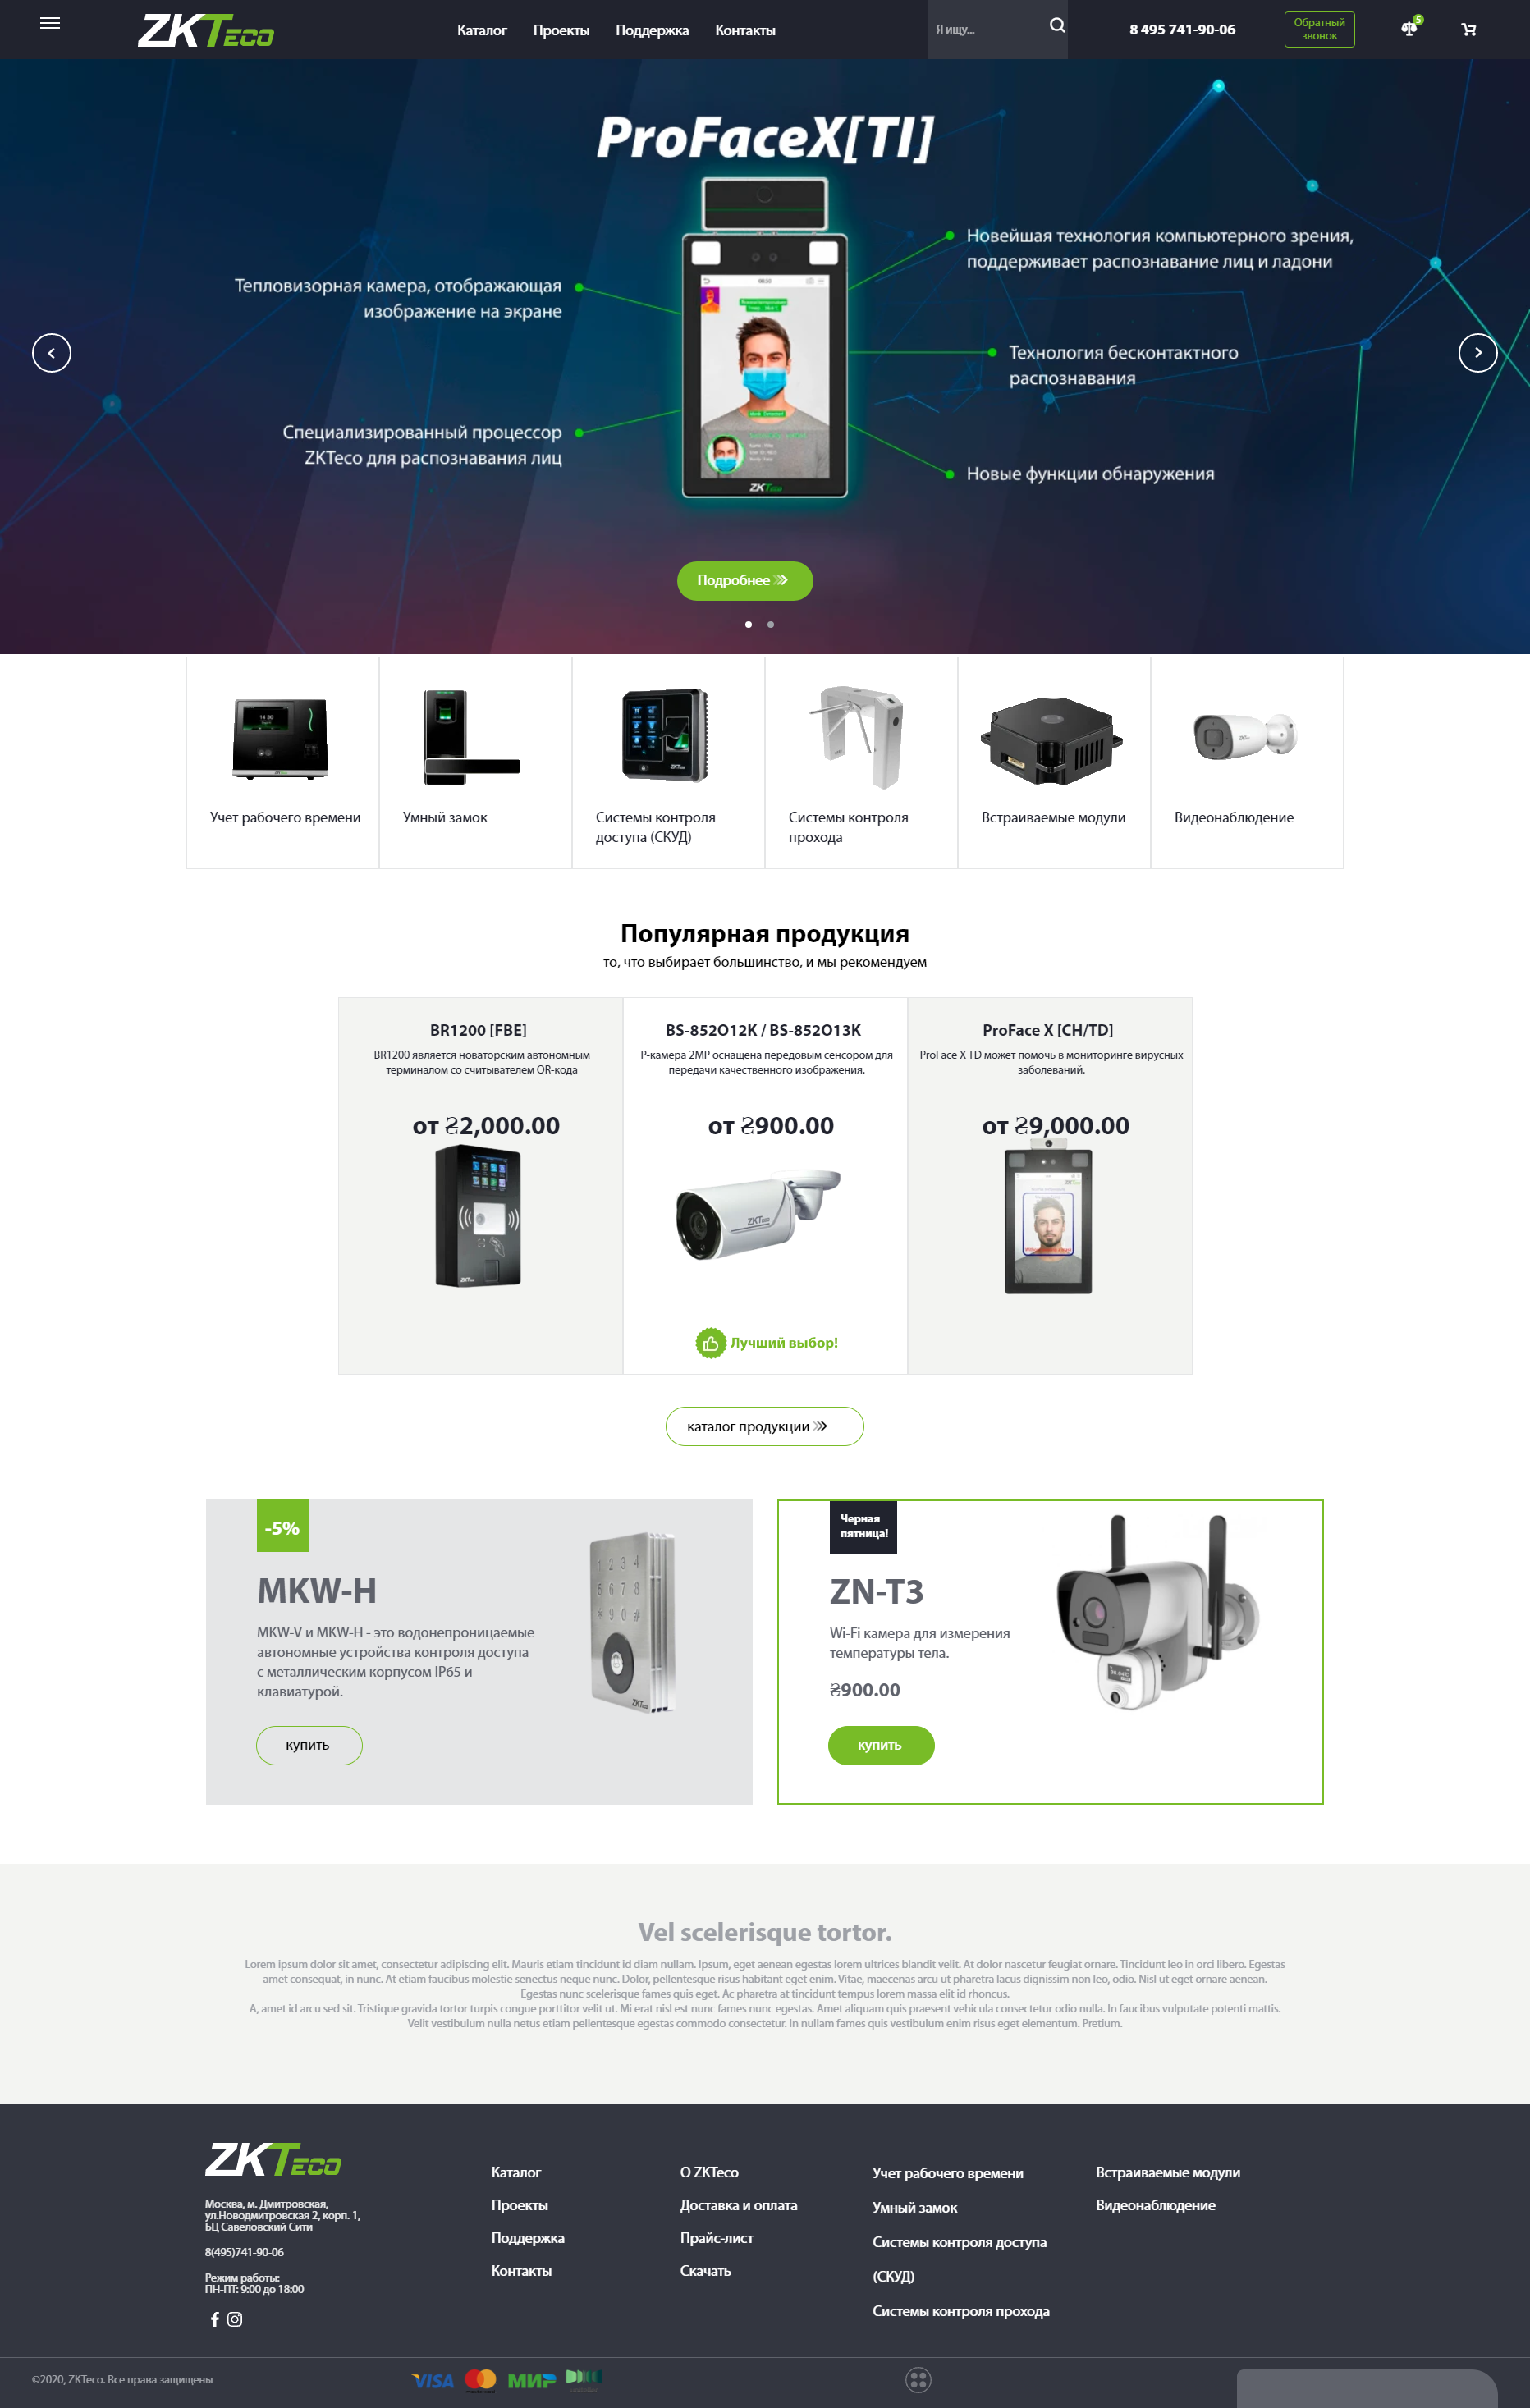 ZKTeco
Каталог Проекты Поддержка Контакты
Я ищу...
8 495 741-90-06
Обратный
звонок
5
ProFaceX[TI]
Тепловизорная камера, отображающая
изображение на экране
Специализированный процессор
ZKTeco для распознавания лиц
Новейшая технология компьютерного зрения,
поддерживает распознавание лиц и ладони
Технология бесконтактного
распознавания
Новые функции обнаружения
ZKTeco
Подробнее
Учет рабочего времени
Умный замок
Системы контроля
доступа (СКУД)
Системы контроля
прохода
Встраиваемые модули
Видеонаблюдение
Популярная продукция
то, что выбирает большинство, и мы рекомендуем
BR1200 [FBE]
BR1200 является новаторским автономным
терминалом со считывателем QR-кода
от ₴2,000.00
BS-852O12K / BS-852O13K
P-камера 2MP оснащена передовым сенсором для
передачи качественного изображения.
от ₴900.00
ZKTeco
Лучший выбор!
ProFace X [CH/TD]
ProFace X TD может помочь в мониторинге вирусных
заболеваний.
от ₴9,000.00
каталог продукции
-5%
MKW-H
MKW-V и MKW-H - это водонепроницаемые
автономные устройства контроля доступа
с металлическим корпусом IP65 и
клавиатурой.
купить
1 2 3 4
5 6 7 8
* 9 0 #
ZKTeco
Черная
пятница!
ZN-T3
Wi-Fi камера для измерения
температуры тела.
₴900.00
купить
Vel scelerisque tortor.
Lorem ipsum dolor sit amet, consectetur adipiscing elit. Mauris etiam tincidunt id diam nullam. Ipsum, eget aenean egestas lorem ultrices blandit velit. At dolor nascetur feugiat ornare. Tincidunt leo in orci libero. Egestas
amet consequat, in nunc. At etiam faucibus molestie senectus neque nunc. Dolor, pellentesque risus habitant eget enim. Vitae, maecenas arcu ut pharetra lacus dignissim non leo, odio. Nisl ut eget ornare aenean.
Egestas nunc scelerisque fames quis eget. Ac pharetra at tincidunt tempus lorem massa elit id rhoncus.
A, amet id arcu sed sit. Tristique gravida tortor turpis congue porttitor velit ut. Mi erat nisl est nunc fames nunc egestas. Amet aliquam quis praesent vehicula consectetur odio nulla. In faucibus vulputate potenti mattis.
Velit vestibulum nulla netus etiam pellentesque egestas commodo consectetur. In nullam fames quis vestibulum enim risus eget elementum. Pretium.
ZKTeco
Москва, м. Дмитровская,
ул.Новодмитровская 2, корп. 1,
БЦ Савеловский Сити
8(495)741-90-06
Режим работы:
ПН-ПТ: 9:00 до 18:00
Каталог
Проекты
Поддержка
Контакты
О ZKTeco
Доставка и оплата
Прайс-лист
Скачать
Учет рабочего времени
Умный замок
Системы контроля доступа
(СКУД)
Системы контроля прохода
Встраиваемые модули
Видеонаблюдение
©2020, ZKTeco. Все права защищены
VISA
МИР